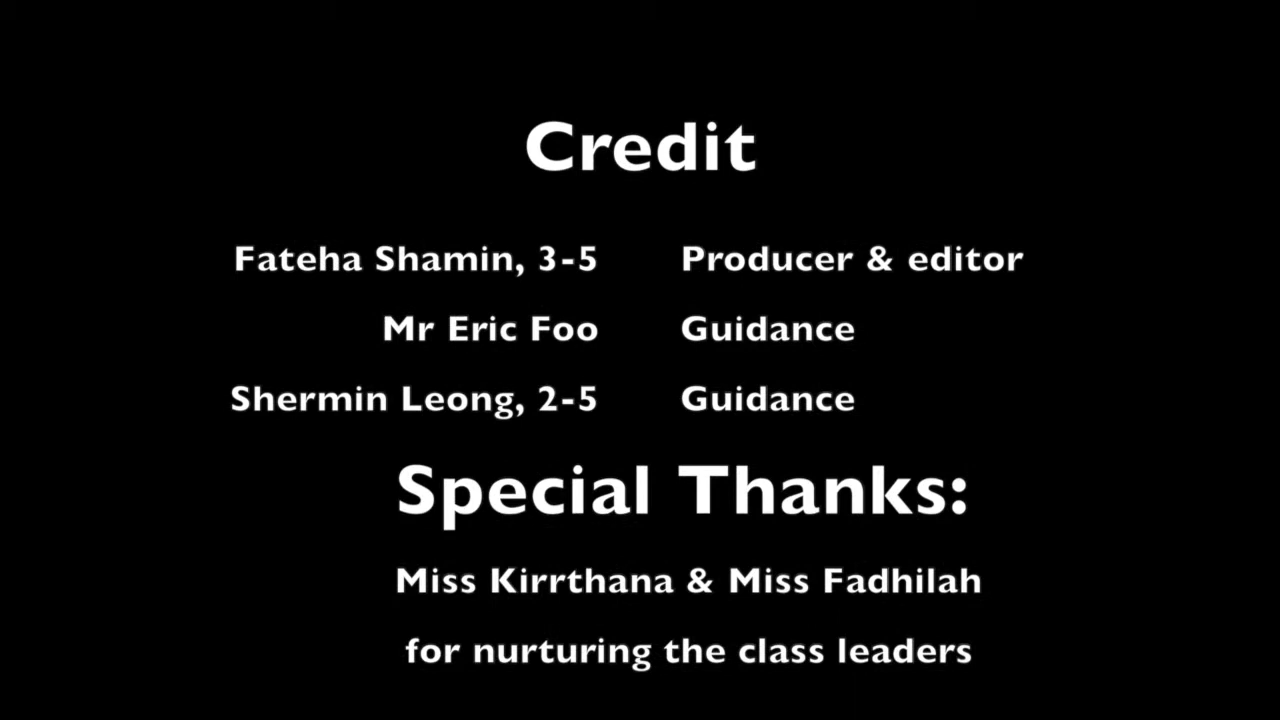 Credit
Fateha Shamin, 3-5 Producer & editor
Mr Eric Foo Guidance
Shermin Leong, 2-5 Guidance
Special Thanks:
Miss Kirrthana & Miss Fadhilah
for nurturing the class leaders